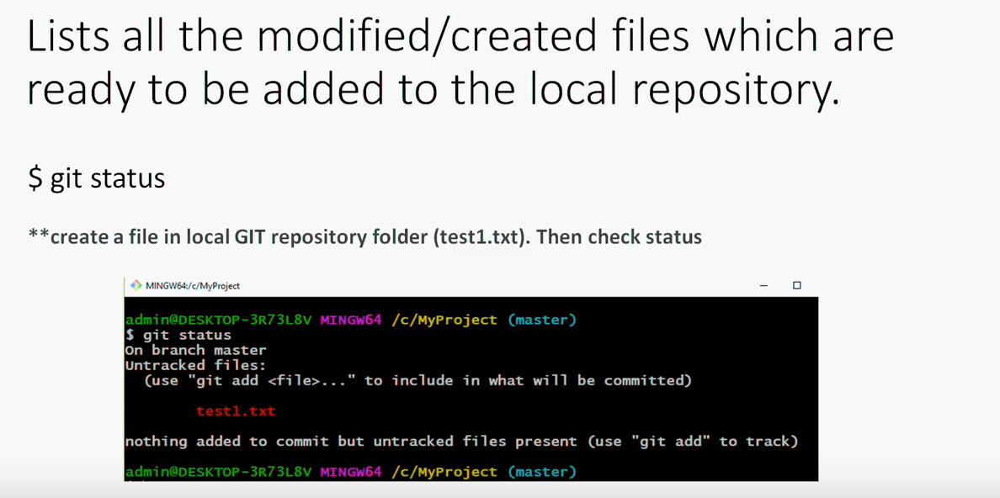 Lists all the modified/created files which are
ready to be added to the local repository.
$ git status
**create a file in local GIT repository folder (test1.txt). Then check status
MINGW64:/c/MyProject
admin@DESKTOP-3R73L8V MINGW64 /c/MyProject (master)
$ git status
On branch master
Untracked files:
(use "git add <file>..." to include in what will be committed)
test1.txt
nothing added to commit but untracked files present (use "git add" to track)
admin@DESKTOP-3R73L8V MINGW64 /c/MyProject (master)